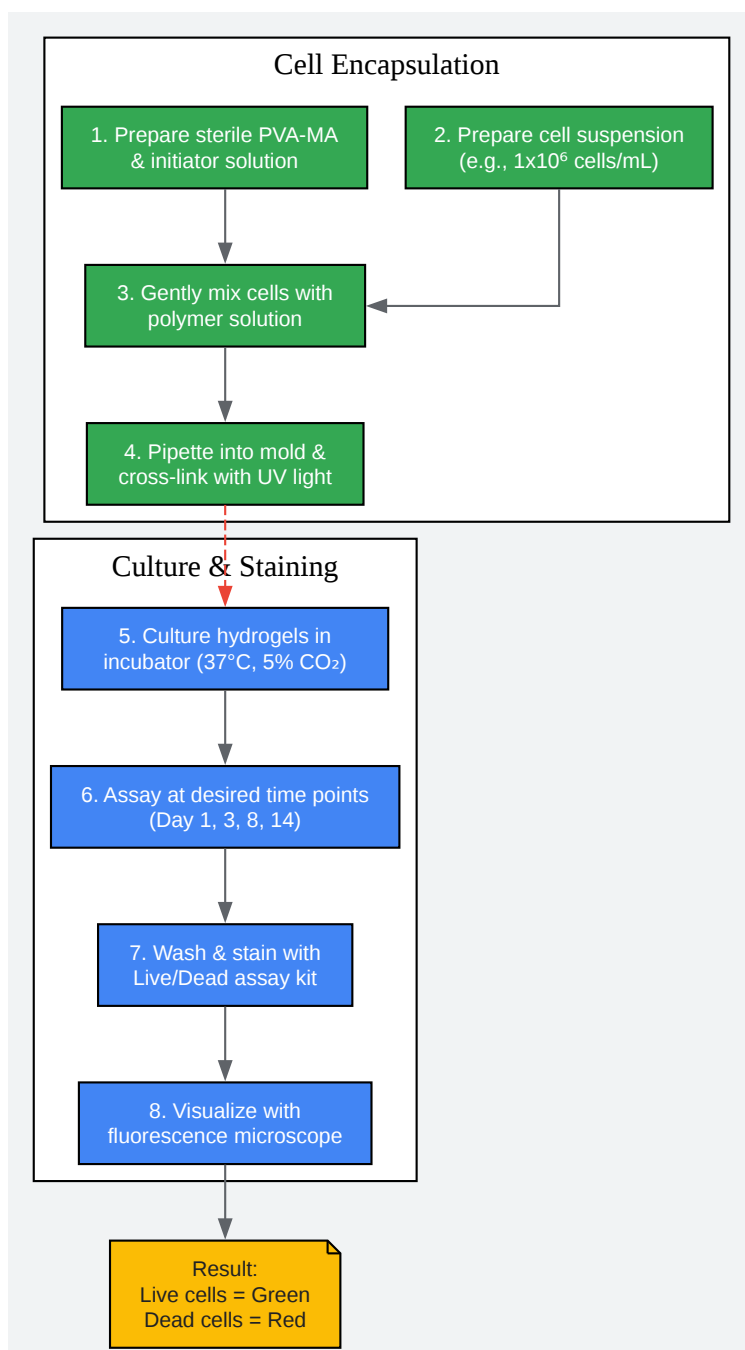 Cell Encapsulation
1. Prepare sterile PVA-MA
& initiator solution
2. Prepare cell suspension
(e.g., 1x10⁶ cells/mL)
3. Gently mix cells with
polymer solution
4. Pipette into mold &
cross-link with UV light
Culture & Staining
5. Culture hydrogels in
incubator (37°C, 5% CO₂)
6. Assay at desired time points
(Day 1, 3, 8, 14)
7. Wash & stain with
Live/Dead assay kit
8. Visualize with
fluorescence microscope
Result:
Live cells = Green
Dead cells = Red